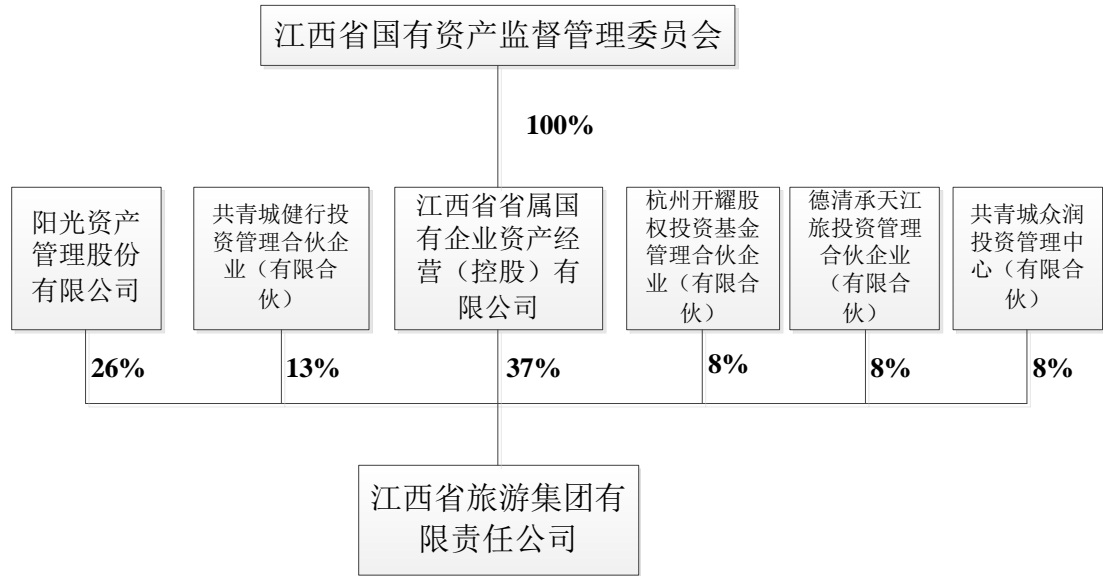 江西省国有资产监督管理委员会
100%
阳光资产
管理股份
有限公司
共青城健行投
资管理合伙企
业（有限合
伙）
江西省省属国
有企业资产经
营（控股）有
限公司
杭州开耀股
权投资基金
管理合伙企
业（有限合
伙）
德清承天江
旅投资管理
合伙企业
（有限合
伙）
共青城众润
投资管理中
心（有限合
伙）
26%
13%
37%
8%
8%
8%
江西省旅游集团有
限责任公司